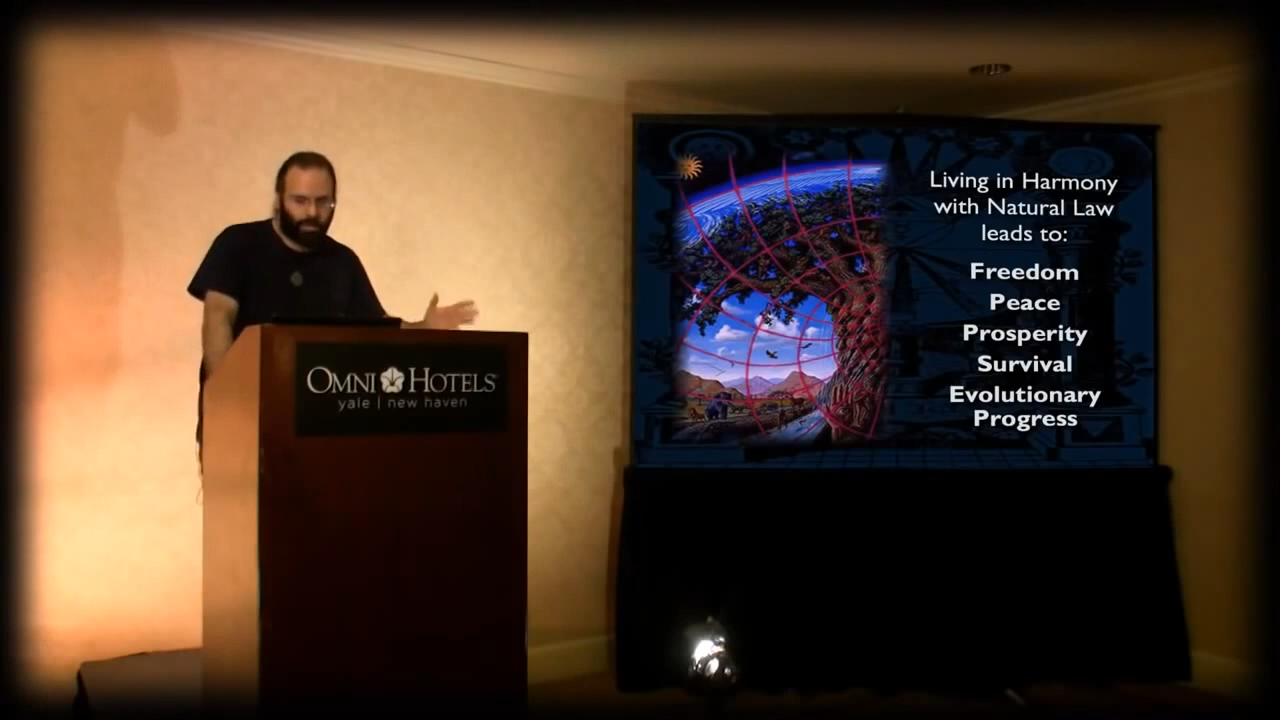 OMNI HOTELS
yale | new haven
Living in Harmony
with Natural Law
leads to:
Freedom
Peace
Prosperity
Survival
Evolutionary
Progress